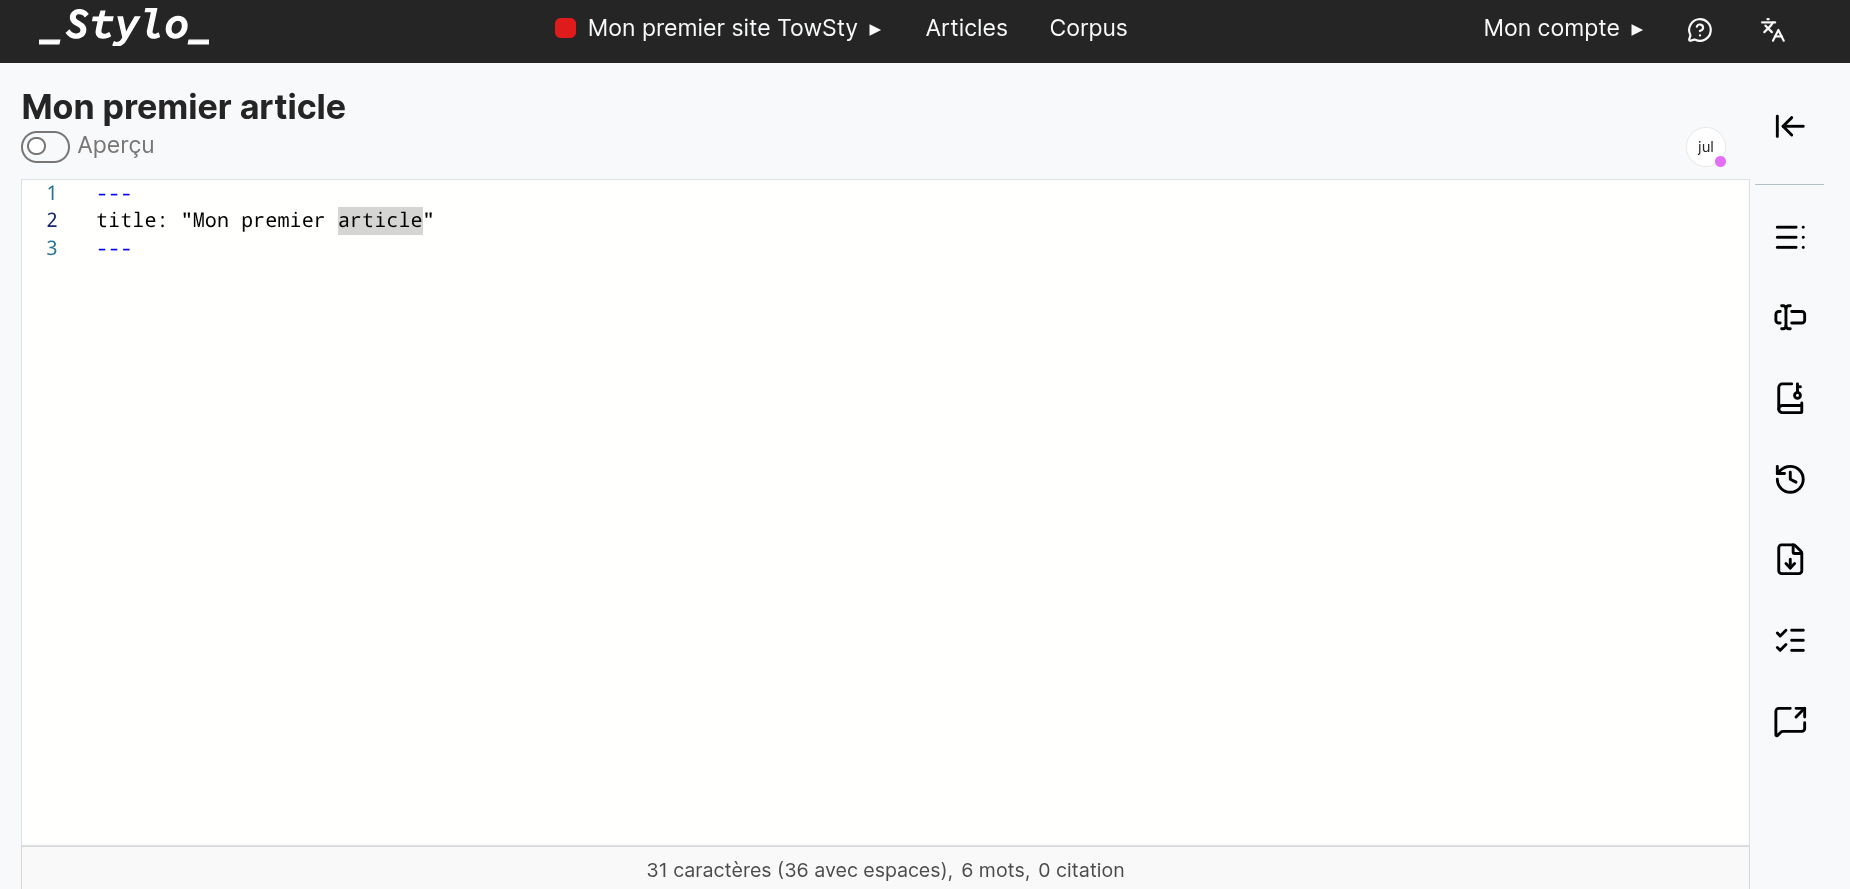 _Stylo_
Mon premier site TowSty ▸ Articles Corpus Mon compte ▸
Mon premier article
Aperçu
jul
1 ---
2 title: "Mon premier article"
3 ---
31 caractères (36 avec espaces), 6 mots, 0 citation